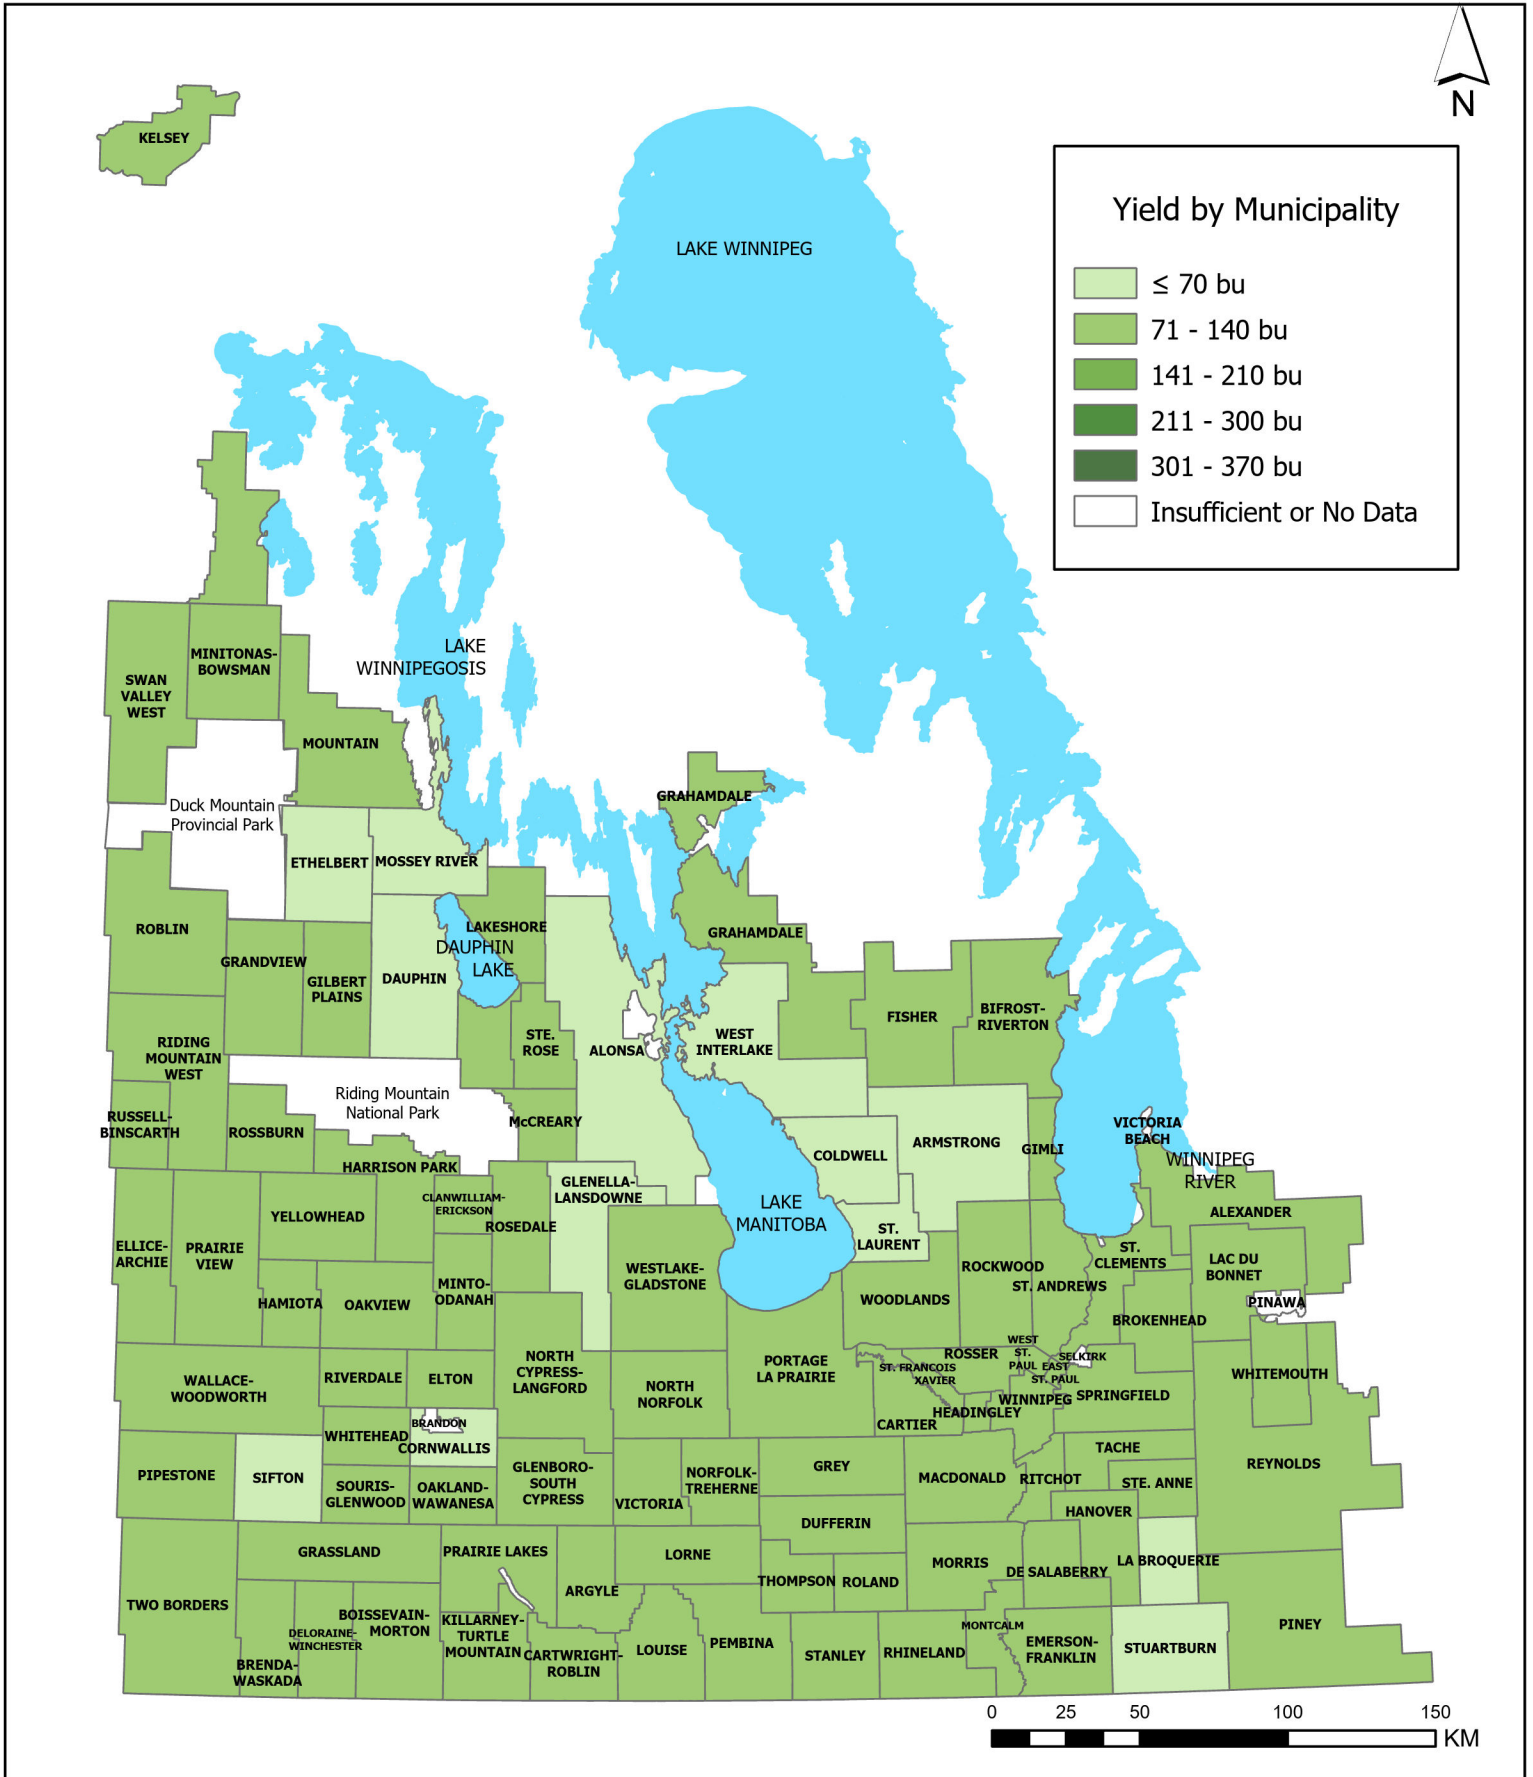 N
KELSEY
LAKE WINNIPEG
Yield by Municipality
≤ 70 bu
71 - 140 bu
141 - 210 bu
211 - 300 bu
301 - 370 bu
Insufficient or No Data
LAKE
WINNIPEGOSIS
MINITONAS-
BOWSMAN
SWAN
VALLEY
WEST
MOUNTAIN
Duck Mountain
Provincial Park
GRAHAMDALE
ETHELBERT
MOSSEY RIVER
ROBLIN
LAKESHORE
GRAHAMDALE
DAUPHIN
LAKE
GRANDVIEW
GILBERT
PLAINS
DAUPHIN
FISHER
BIFROST-
RIVERTON
RIDING
MOUNTAIN
WEST
STE.
ROSE
ALONSA
WEST
INTERLAKE
Riding Mountain
National Park
RUSSELL-
BINSCARTH
ROSSBURN
McCREARY
VICTORIA
BEACH
ARMSTRONG
GIMLI
COLDWELL
HARRISON PARK
WINNIPEG
RIVER
GLENELLA-
LANSDOWNE
CLANWILLIAM-
ERICKSON
ROSEDALE
YELLOWHEAD
LAKE
MANITOBA
ALEXANDER
ST.
LAURENT
ELLICE-
ARCHIE
PRAIRIE
VIEW
ST.
CLEMENTS
LAC DU
BONNET
WESTLAKE-
GLADSTONE
ROCKWOOD
ST. ANDREWS
MINTO-
ODANAH
HAMIOTA
OAKVIEW
WOODLANDS
PINAWA
BROKENHEAD
WEST
ST.
PAUL
ROSSER
SELKIRK
EAST
ST. PAUL
NORTH
CYPRESS-
LANGFORD
PORTAGE
LA PRAIRIE
ST. FRANCOIS
XAVIER
WHITEMOUTH
WALLACE-
WOODWORTH
RIVERDALE
ELTON
NORTH
NORFOLK
WINNIPEG
SPRINGFIELD
HEADINGLEY
CARTIER
BRANDON
WHITEHEAD
CORNWALLIS
TACHE
PIPESTONE
SIFTON
GLENBORO-
SOUTH
CYPRESS
GREY
REYNOLDS
SOURIS-
GLENWOOD
OAKLAND-
WAWANESA
VICTORIA
NORFOLK-
TREHERNE
MACDONALD
RITCHOT
STE. ANNE
HANOVER
DUFFERIN
GRASSLAND
PRAIRIE LAKES
LORNE
MORRIS
LA BROQUERIE
DE SALABERRY
THOMPSON
ROLAND
ARGYLE
TWO BORDERS
BOISSEVAIN-
MORTON
DELORAINE-
WINCHESTER
KILLARNEY-
TURTLE
MOUNTAIN
MONTCALM
PINEY
BRENDA-
WASKADA
CARTWRIGHT-
ROBLIN
LOUISE
PEMBINA
STANLEY
RHINELAND
EMERSON-
FRANKLIN
STUARTBURN
0 25 50 100 150
KM